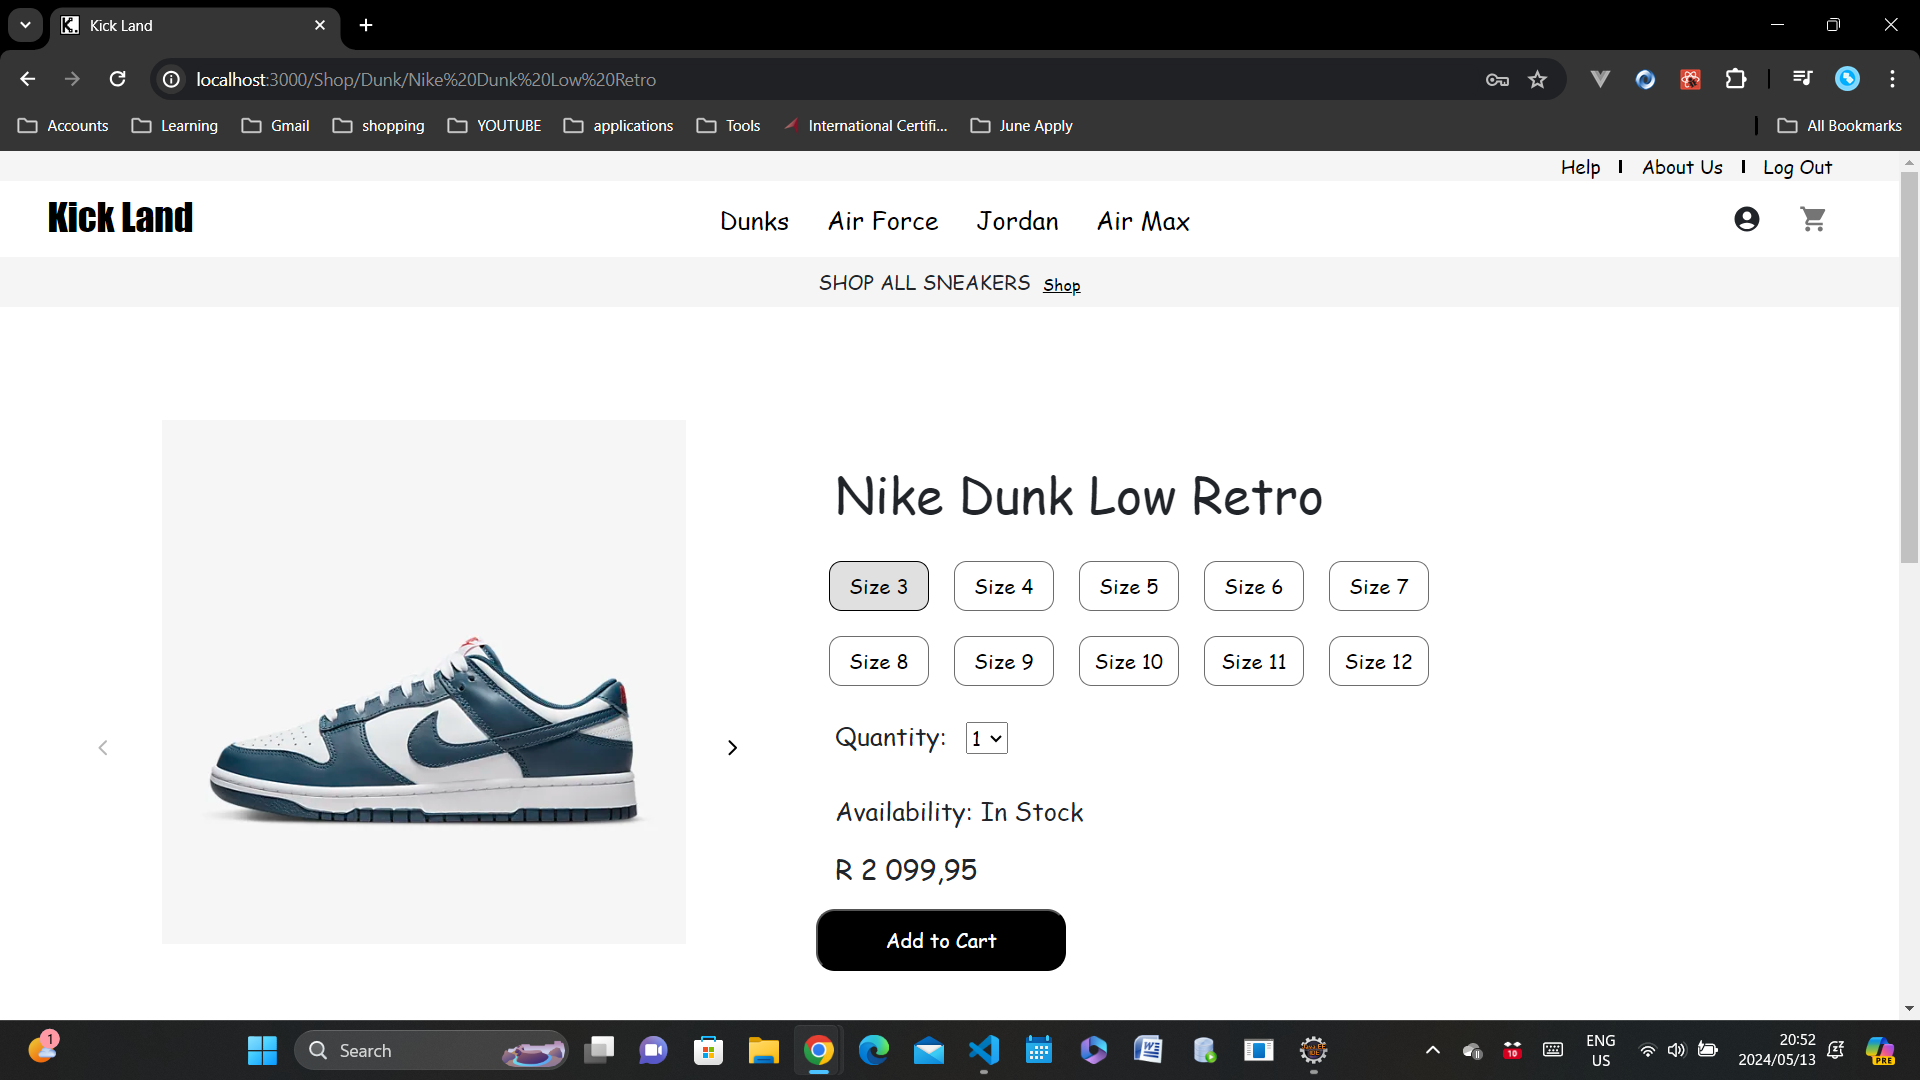 Kick Land
localhost:3000/Shop/Dunk/Nike%20Dunk%20Low%20Retro
Accounts Learning Gmail shopping YOUTUBE applications Tools International Certifi... June Apply All Bookmarks
Help About Us Log Out
Kick Land Dunks Air Force Jordan Air Max
SHOP ALL SNEAKERS Shop
Nike Dunk Low Retro
Size 3 Size 4 Size 5 Size 6 Size 7
Size 8 Size 9 Size 10 Size 11 Size 12
Quantity: 1
Availability: In Stock
R 2 099,95
Add to Cart
1 Search 10 ENG 20:52
US 2024/05/13 PRE